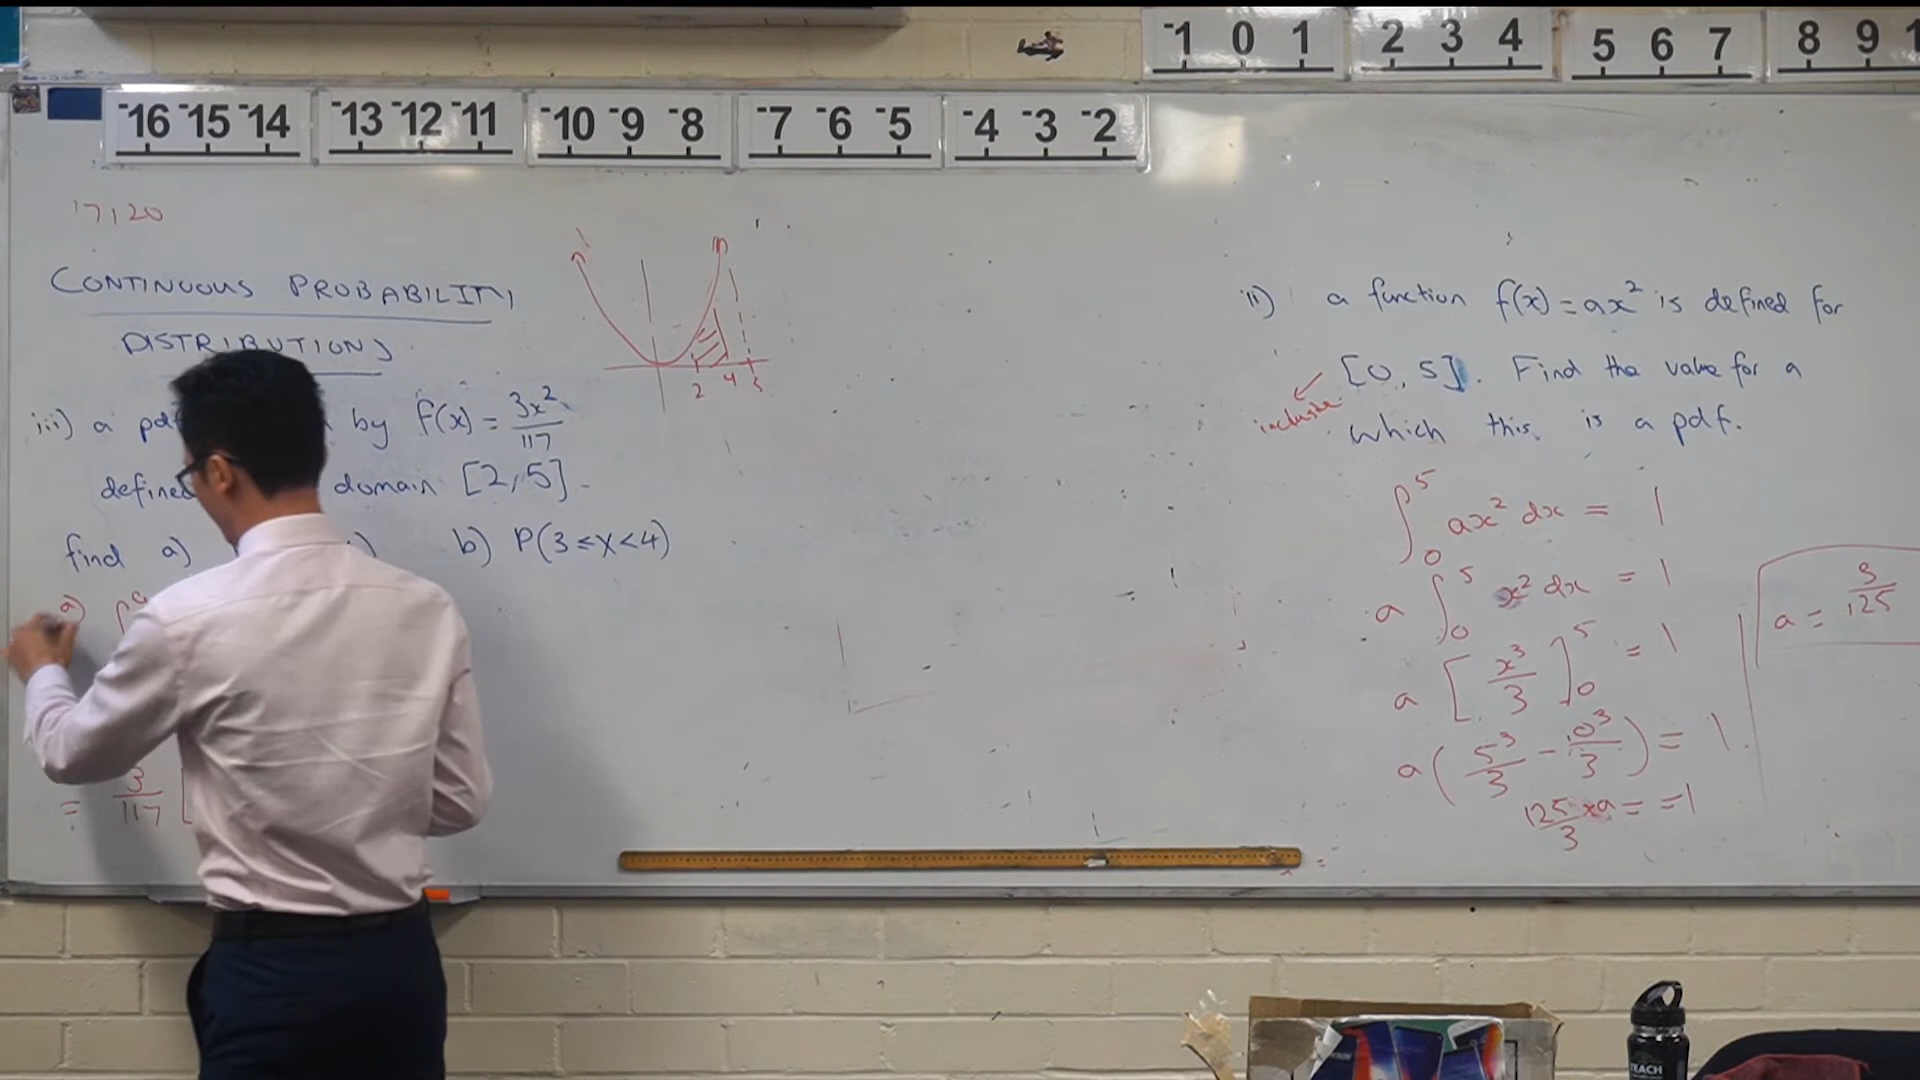 -1 0 1 2 3 4 5 6 7 8 9
-16 -15 -14 -13 -12 -11 -10 -9 -8 -7 -6 -5 -4 -3 -2
17120
CONTINUOUS PROBABILITY
DISTRIBUTIONS
iii) a pdf by f(x) = 3x²/117
defined domain [2,5].
find a) b) P(3≤X<4)
a)
= 3/117 [
2 4 5
ii) a function f(x) = ax² is defined for
[0, 5]. Find the value for a
inclusive
which this is a pdf.
∫₀⁵ ax² dx = 1
a ∫₀⁵ x² dx = 1
a [x³/3]₀⁵ = 1
a (5³/3 - 0³/3) = 1.
125/3 xa = =1
a = 3/125